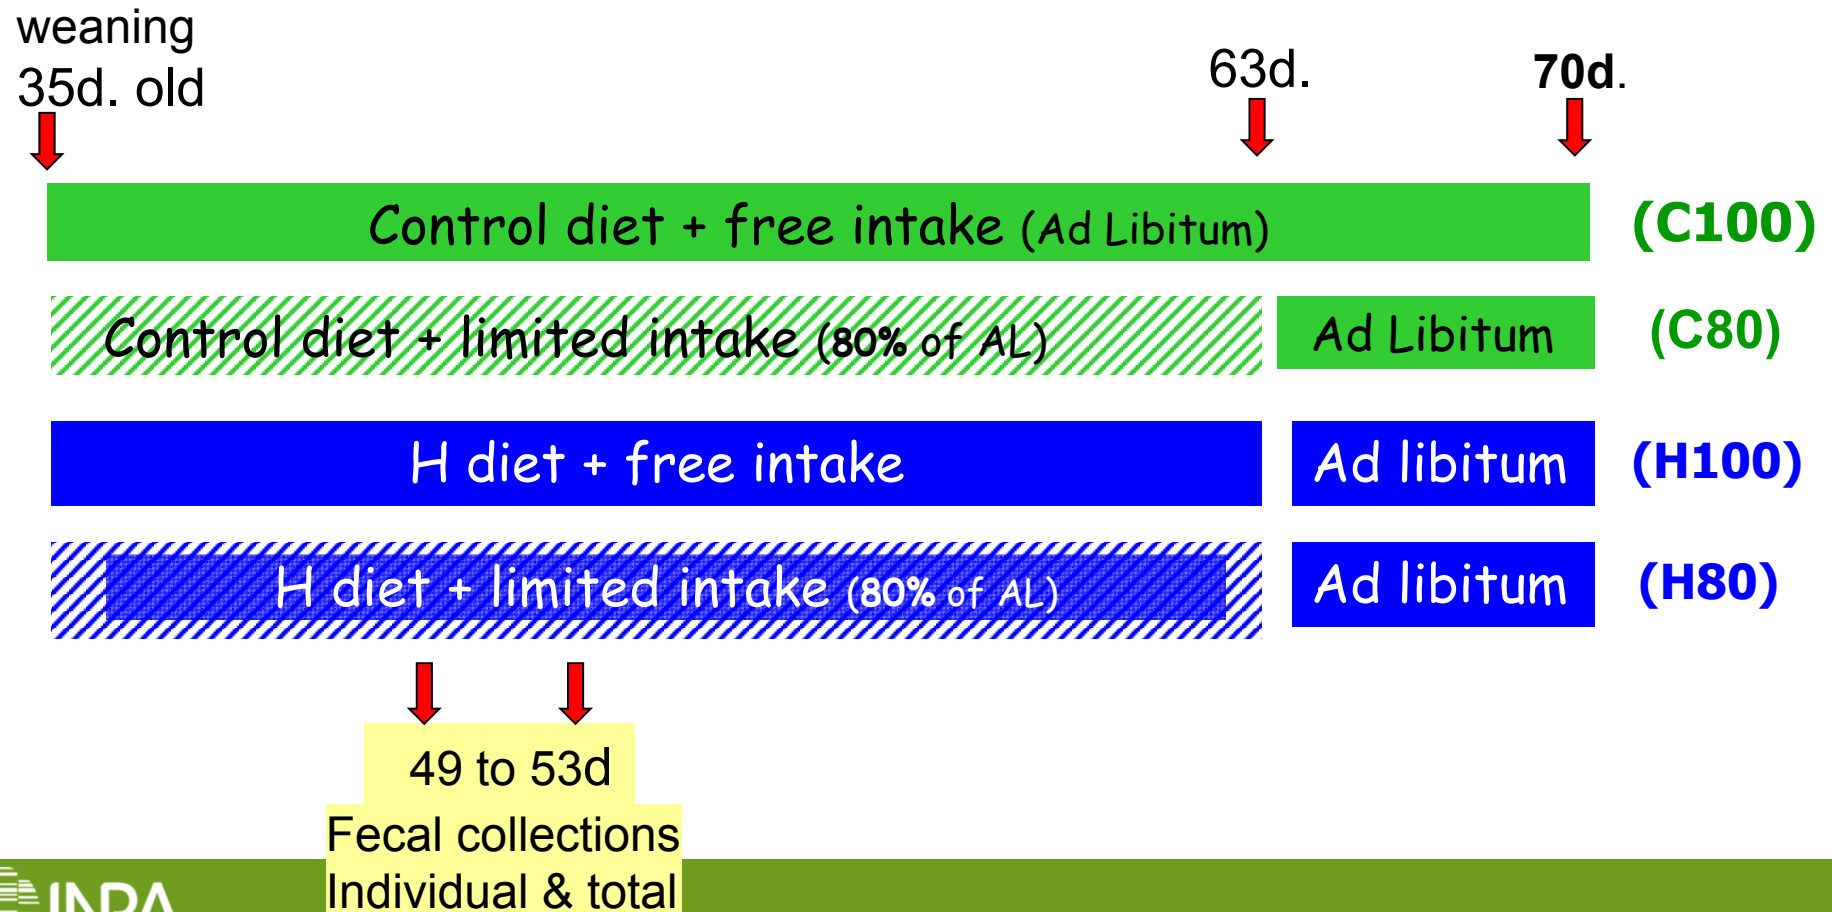 weaning
35d. old
63d.
70d.
Control diet + free intake (Ad Libitum)
(C100)
Control diet + limited intake (80% of AL)
Ad Libitum
(C80)
H diet + free intake
Ad libitum
(H100)
H diet + limited intake (80% of AL)
Ad libitum
(H80)
49 to 53d
Fecal collections
Individual & total
INRA